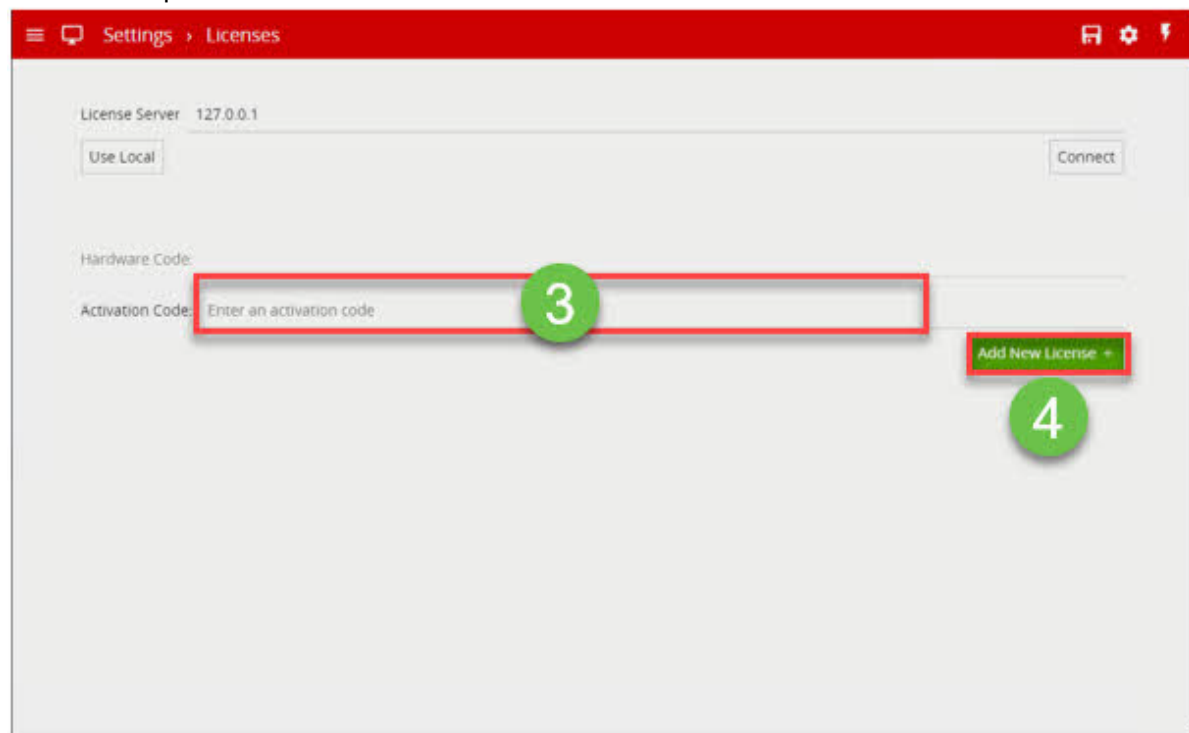 Settings › Licenses
License Server 127.0.0.1
Use Local
Connect
Hardware Code:
Activation Code: Enter an activation code
3
Add New License +
4